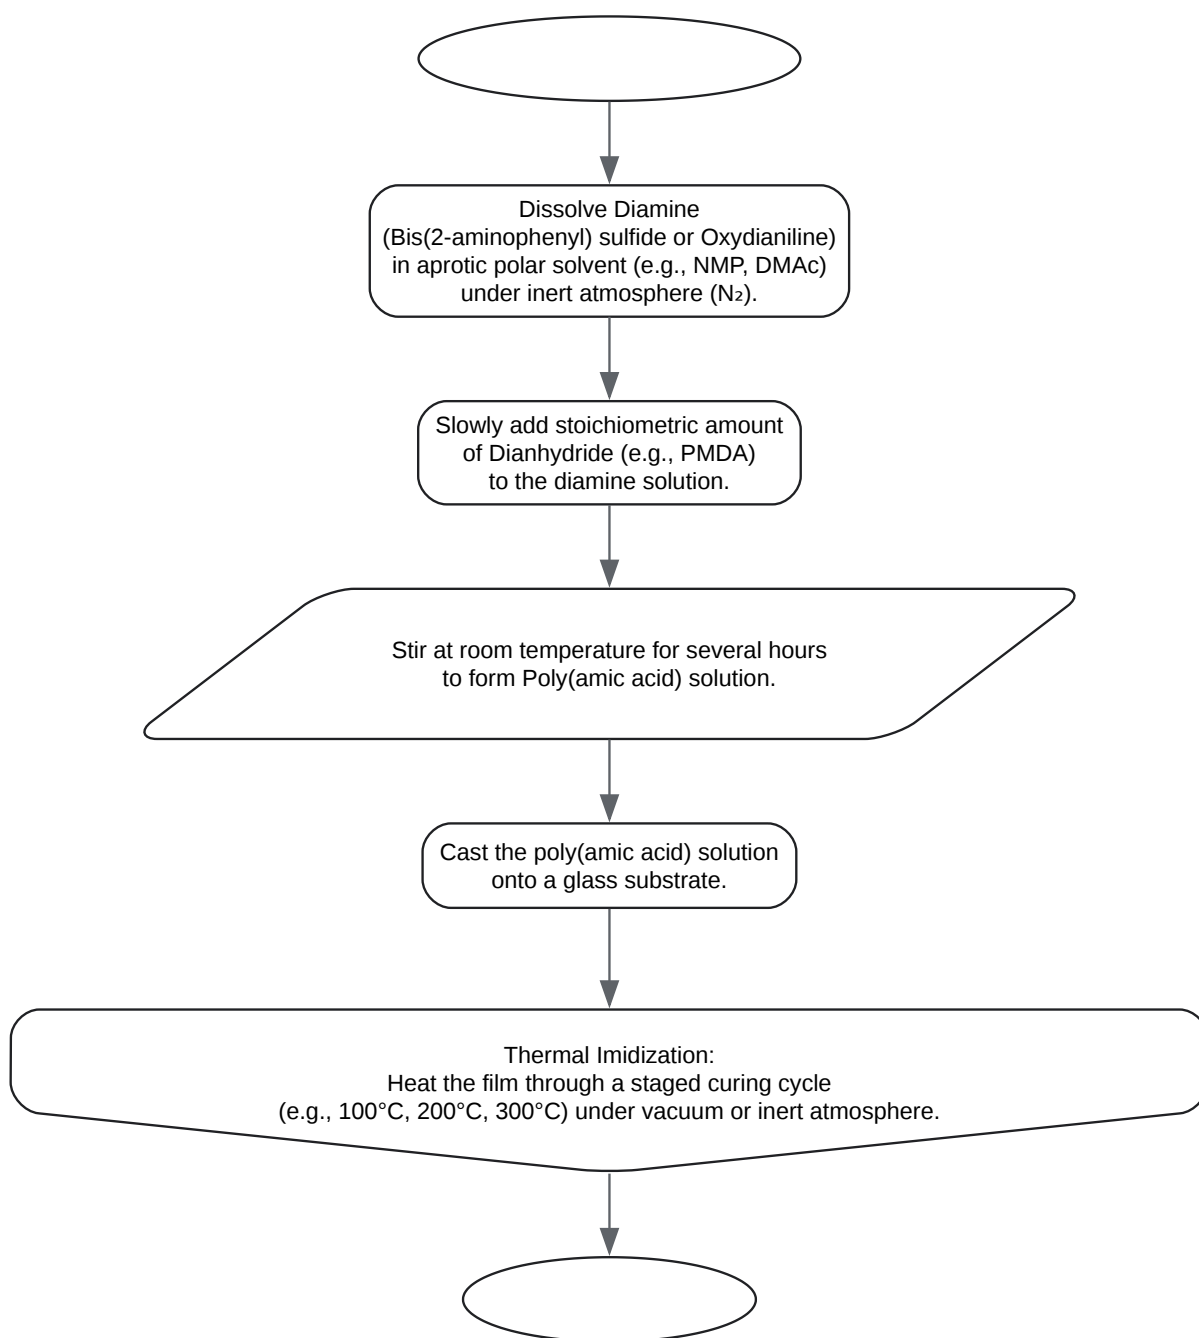 Dissolve Diamine
(Bis(2-aminophenyl) sulfide or Oxydianiline)
in aprotic polar solvent (e.g., NMP, DMAc)
under inert atmosphere (N₂).
Slowly add stoichiometric amount
of Dianhydride (e.g., PMDA)
to the diamine solution.
Stir at room temperature for several hours
to form Poly(amic acid) solution.
Cast the poly(amic acid) solution
onto a glass substrate.
Thermal Imidization:
Heat the film through a staged curing cycle
(e.g., 100°C, 200°C, 300°C) under vacuum or inert atmosphere.